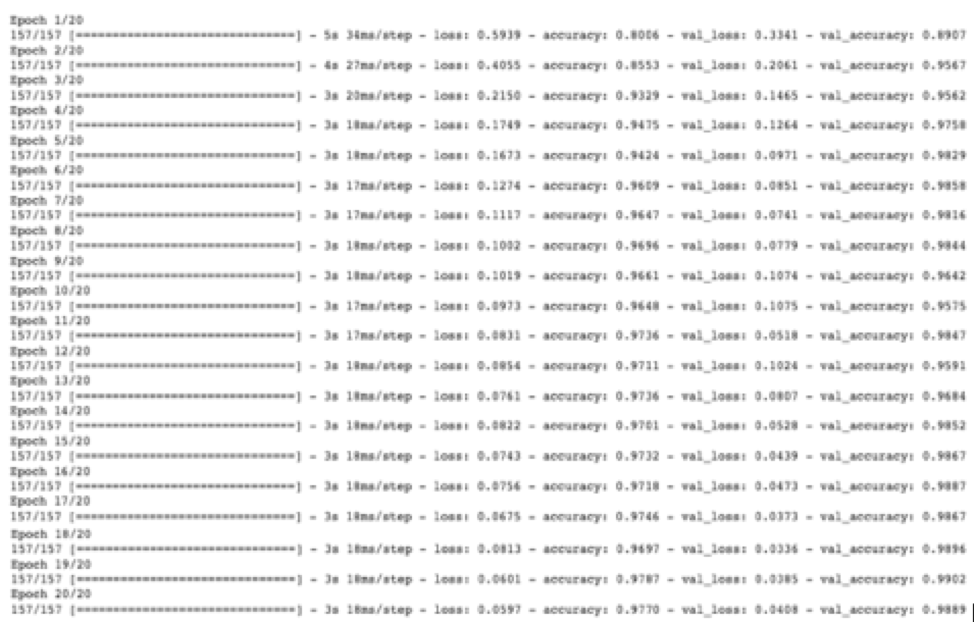 Epoch 1/20
157/157 [==============================] - 5s 34ms/step - loss: 0.5939 - accuracy: 0.8006 - val_loss: 0.3341 - val_accuracy: 0.8907
Epoch 2/20
157/157 [==============================] - 4s 27ms/step - loss: 0.4055 - accuracy: 0.8553 - val_loss: 0.2061 - val_accuracy: 0.9567
Epoch 3/20
157/157 [==============================] - 3s 20ms/step - loss: 0.2150 - accuracy: 0.9329 - val_loss: 0.1465 - val_accuracy: 0.9562
Epoch 4/20
157/157 [==============================] - 3s 18ms/step - loss: 0.1749 - accuracy: 0.9475 - val_loss: 0.1264 - val_accuracy: 0.9758
Epoch 5/20
157/157 [==============================] - 3s 18ms/step - loss: 0.1673 - accuracy: 0.9424 - val_loss: 0.0971 - val_accuracy: 0.9829
Epoch 6/20
157/157 [==============================] - 3s 17ms/step - loss: 0.1274 - accuracy: 0.9609 - val_loss: 0.0851 - val_accuracy: 0.9858
Epoch 7/20
157/157 [==============================] - 3s 17ms/step - loss: 0.1117 - accuracy: 0.9647 - val_loss: 0.0741 - val_accuracy: 0.9816
Epoch 8/20
157/157 [==============================] - 3s 18ms/step - loss: 0.1002 - accuracy: 0.9696 - val_loss: 0.0779 - val_accuracy: 0.9844
Epoch 9/20
157/157 [==============================] - 3s 18ms/step - loss: 0.1019 - accuracy: 0.9661 - val_loss: 0.1074 - val_accuracy: 0.9642
Epoch 10/20
157/157 [==============================] - 3s 17ms/step - loss: 0.0973 - accuracy: 0.9648 - val_loss: 0.1075 - val_accuracy: 0.9575
Epoch 11/20
157/157 [==============================] - 3s 17ms/step - loss: 0.0831 - accuracy: 0.9736 - val_loss: 0.0518 - val_accuracy: 0.9847
Epoch 12/20
157/157 [==============================] - 3s 18ms/step - loss: 0.0854 - accuracy: 0.9711 - val_loss: 0.1024 - val_accuracy: 0.9591
Epoch 13/20
157/157 [==============================] - 3s 18ms/step - loss: 0.0761 - accuracy: 0.9736 - val_loss: 0.0807 - val_accuracy: 0.9684
Epoch 14/20
157/157 [==============================] - 3s 18ms/step - loss: 0.0822 - accuracy: 0.9701 - val_loss: 0.0528 - val_accuracy: 0.9852
Epoch 15/20
157/157 [==============================] - 3s 18ms/step - loss: 0.0743 - accuracy: 0.9732 - val_loss: 0.0439 - val_accuracy: 0.9867
Epoch 16/20
157/157 [==============================] - 3s 18ms/step - loss: 0.0756 - accuracy: 0.9718 - val_loss: 0.0473 - val_accuracy: 0.9887
Epoch 17/20
157/157 [==============================] - 3s 18ms/step - loss: 0.0675 - accuracy: 0.9746 - val_loss: 0.0373 - val_accuracy: 0.9867
Epoch 18/20
157/157 [==============================] - 3s 18ms/step - loss: 0.0813 - accuracy: 0.9697 - val_loss: 0.0336 - val_accuracy: 0.9896
Epoch 19/20
157/157 [==============================] - 3s 18ms/step - loss: 0.0601 - accuracy: 0.9787 - val_loss: 0.0385 - val_accuracy: 0.9902
Epoch 20/20
157/157 [==============================] - 3s 18ms/step - loss: 0.0597 - accuracy: 0.9770 - val_loss: 0.0408 - val_accuracy: 0.9889